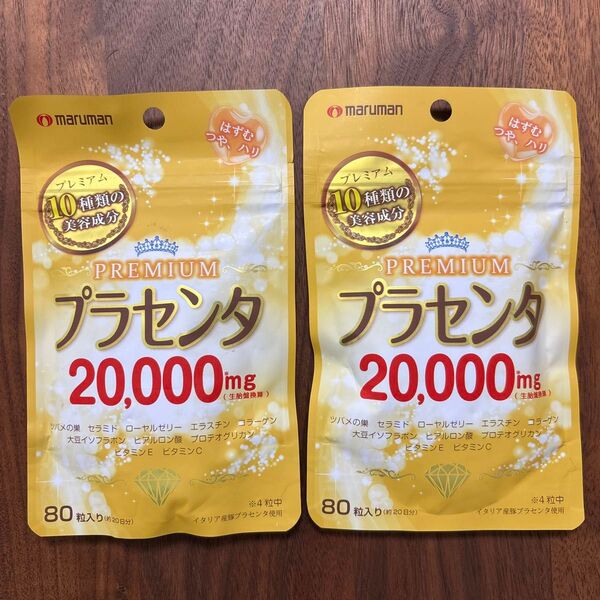 maruman
はずむ
つや、ハリ
プレミアム
10種類の
美容成分
PREMIUM
プラセンタ
20,000mg
※
(生胎盤換算)
ツバメの巣 セラミド ローヤルゼリー エラスチン コラーゲン
大豆イソフラボン ヒアルロン酸 プロテオグリカン
ビタミンE ビタミンC
80粒入り(約20日分)
※4粒中
イタリア産豚プラセンタ使用
maruman
はずむ
つや、ハリ
プレミアム
10種類の
美容成分
PREMIUM
プラセンタ
20,000mg
※
(生胎盤換算)
ツバメの巣 セラミド ローヤルゼリー エラスチン コラーゲン
大豆イソフラボン ヒアルロン酸 プロテオグリカン
ビタミンE ビタミンC
80粒入り(約20日分)
※4粒中
イタリア産豚プラセンタ使用